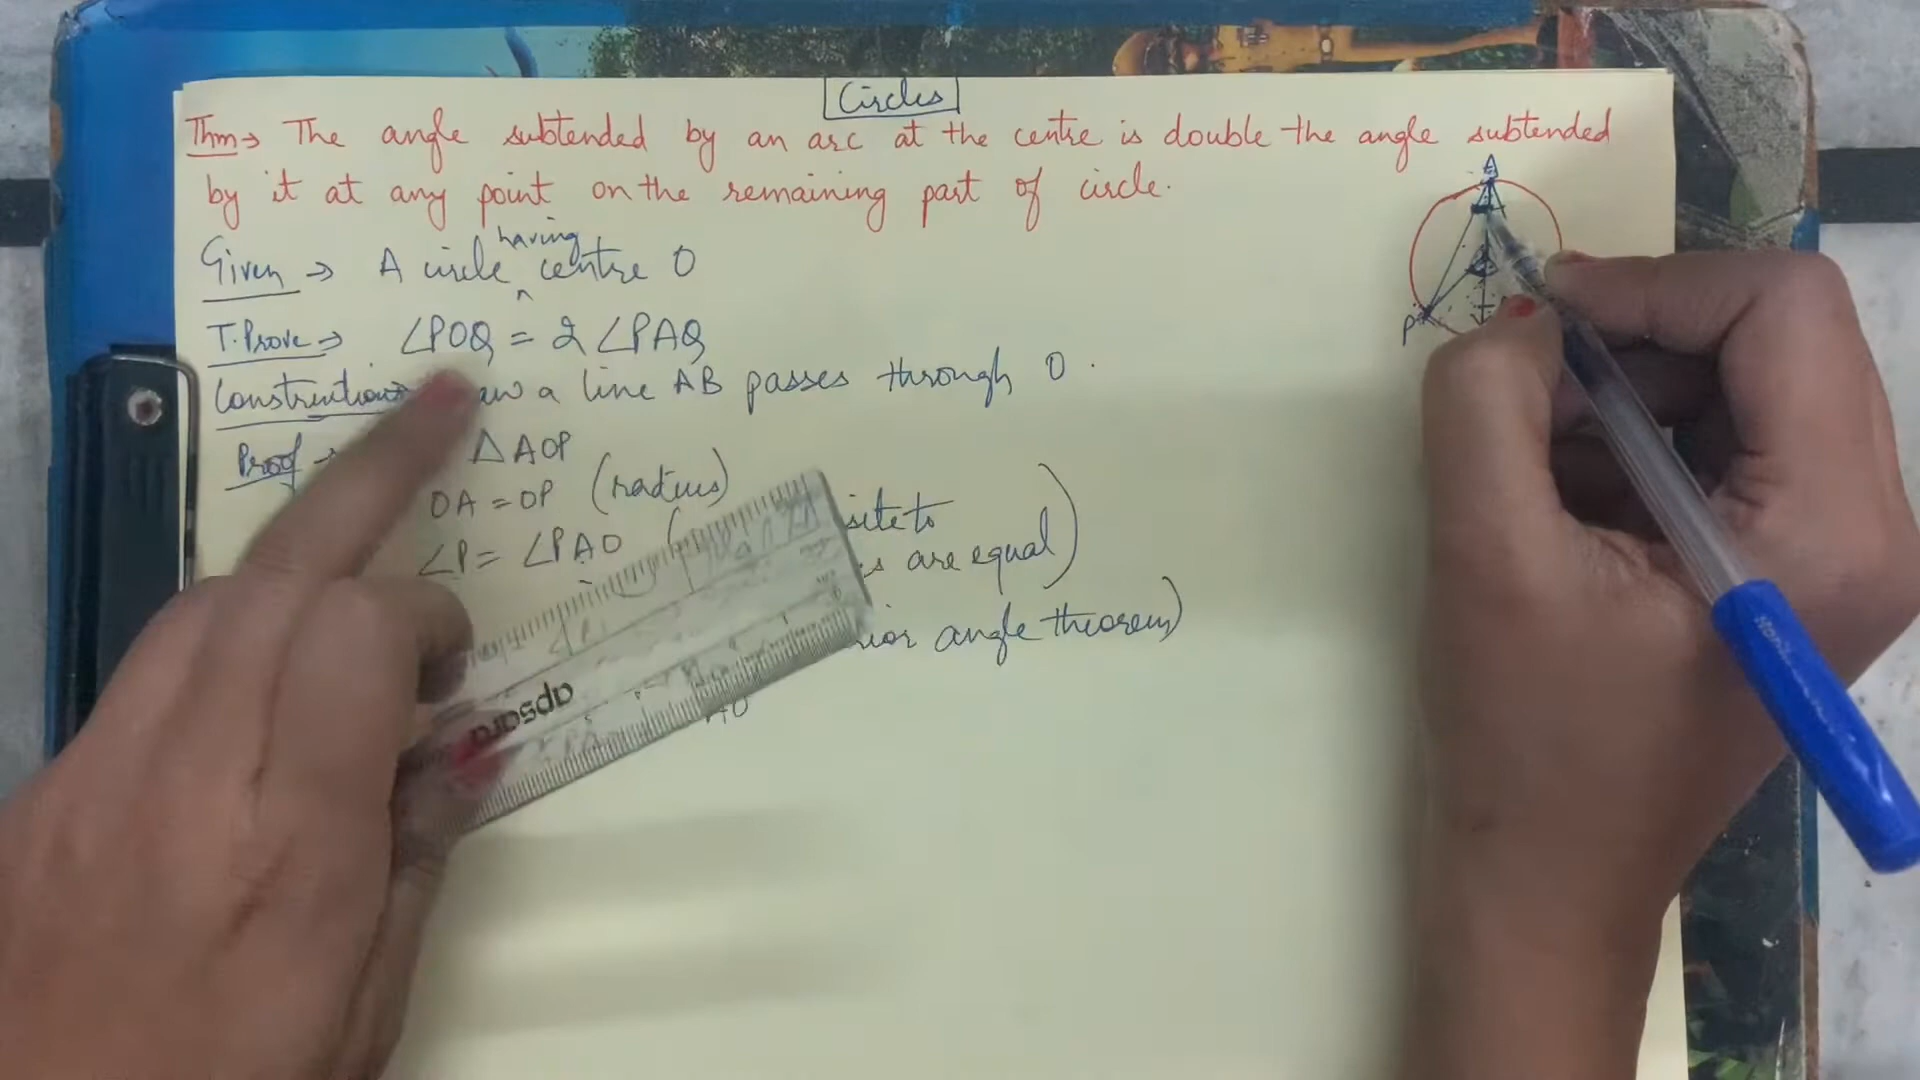 Circles
Thm→ The angle subtended by an arc at the centre is double the angle subtended
by it at any point on the remaining part of circle.
Given → A circle having centre O
T.Prove → ∠POQ = 2 ∠PAQ
Construction→ a line AB passes through O.
Proof → △AOP
OA = OP (radius)
∠P = ∠PAO (
are equal)
angle theorem)
AO
apsara
A
P